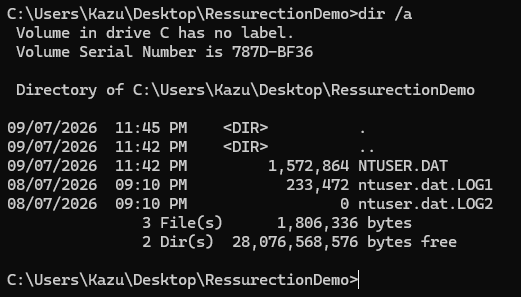 C:\Users\Kazu\Desktop\RessurectionDemo>dir /a
 Volume in drive C has no label.
 Volume Serial Number is 787D-BF36

 Directory of C:\Users\Kazu\Desktop\RessurectionDemo

09/07/2026  11:45 PM    <DIR>          .
09/07/2026  11:42 PM    <DIR>          ..
09/07/2026  11:42 PM         1,572,864 NTUSER.DAT
08/07/2026  09:10 PM           233,472 ntuser.dat.LOG1
08/07/2026  09:10 PM                 0 ntuser.dat.LOG2
               3 File(s)      1,806,336 bytes
               2 Dir(s)  28,076,568,576 bytes free

C:\Users\Kazu\Desktop\RessurectionDemo>